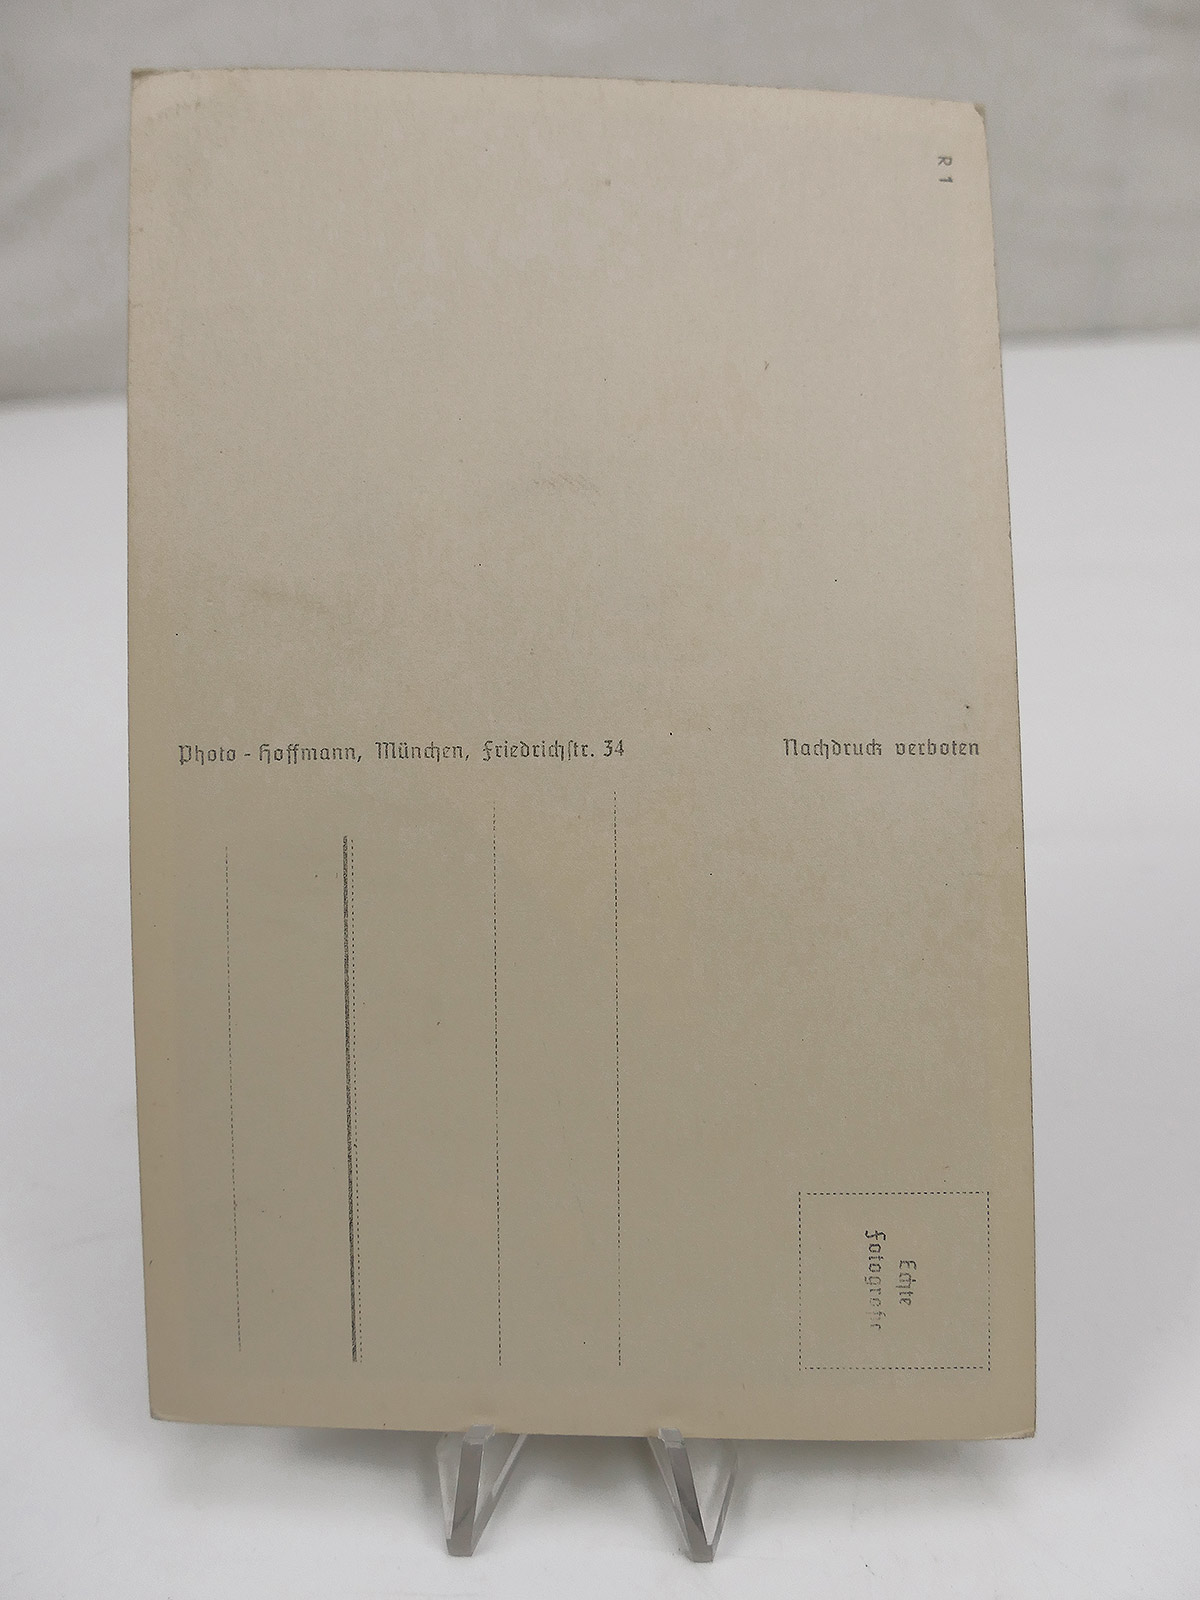 R 1
Photo - Hoffmann, München, Friedrichstr. 34
Nachdruck verboten
Echte
Fotografie